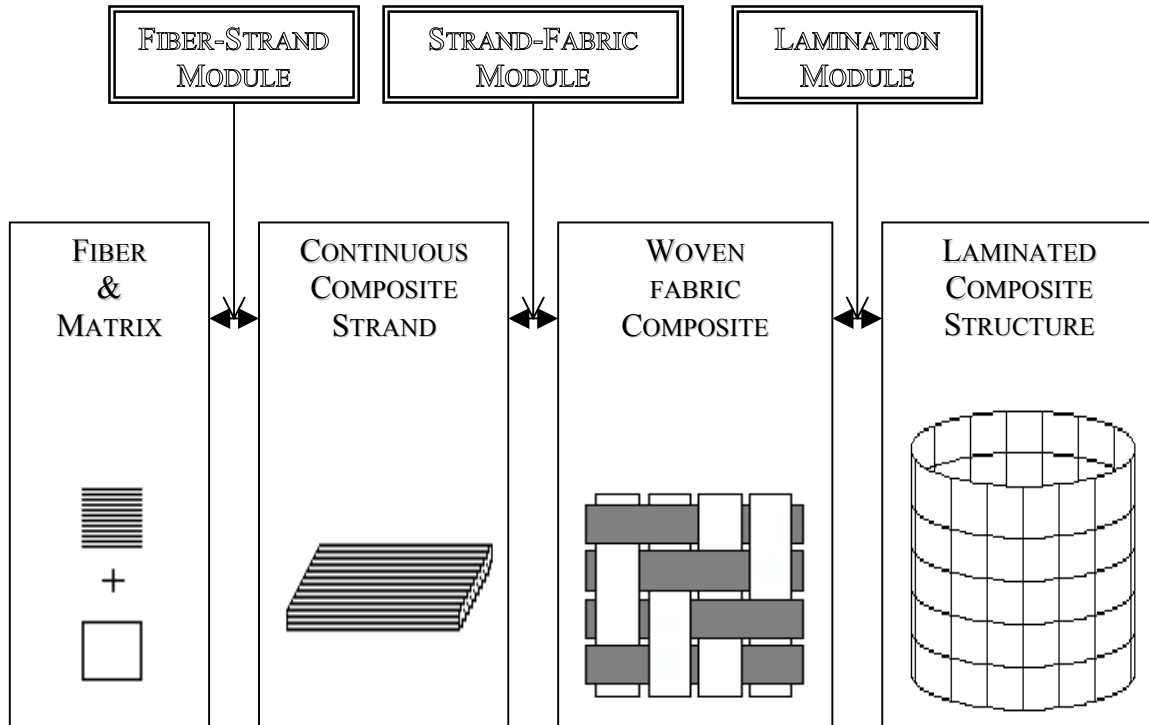 FIBER-STRAND
MODULE
STRAND-FABRIC
MODULE
LAMINATION
MODULE
FIBER
&
MATRIX
CONTINUOUS
COMPOSITE
STRAND
WOVEN
FABRIC
COMPOSITE
LAMINATED
COMPOSITE
STRUCTURE
+